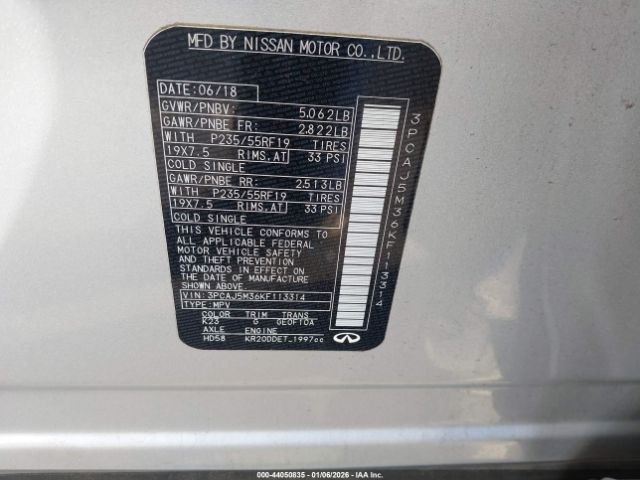 MFD BY NISSAN MOTOR CO.,LTD.
DATE: 06/18
GVWR/PNBV: 5.062LB
GAWR/PNBE FR: 2.822LB
WITH P235/55RF19 TIRES
19X7.5 RIMS.AT 33 PSI
COLD SINGLE
GAWR/PNBE RR: 2.513LB
WITH P235/55RF19 TIRES
19X7.5 RIMS.AT 33 PSI
COLD SINGLE
THIS VEHICLE CONFORMS TO
ALL APPLICABLE FEDERAL
MOTOR VEHICLE SAFETY
AND THEFT PREVENTION
STANDARDS IN EFFECT ON
THE DATE OF MANUFACTURE
SHOWN ABOVE.
VIN: 3PCAJ5M36KF113314
TYPE: MPV
COLOR TRIM TRANS
K23 G GE0F10A
AXLE ENGINE
HD58 KR20DDET 1997cc
3PCAJ5M36KF113314
000-44050835 - 01/06/2026 - IAA, Inc.